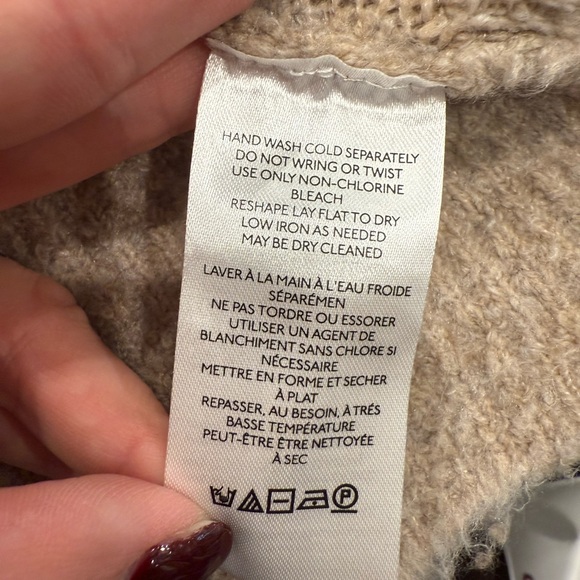 HAND WASH COLD SEPARATELY
DO NOT WRING OR TWIST
USE ONLY NON-CHLORINE
BLEACH
RESHAPE LAY FLAT TO DRY
LOW IRON AS NEEDED
MAY BE DRY CLEANED
LAVER À LA MAIN À L'EAU FROIDE
SÉPARÉMEN
NE PAS TORDRE OU ESSORER
UTILISER UN AGENT DE
BLANCHIMENT SANS CHLORE SI
NÉCESSAIRE
METTRE EN FORME ET SECHER
À PLAT
REPASSER, AU BESOIN, À TRÉS
BASSE TEMPÉRATURE
PEUT-ÊTRE ÊTRE NETTOYÉE
À SEC
P